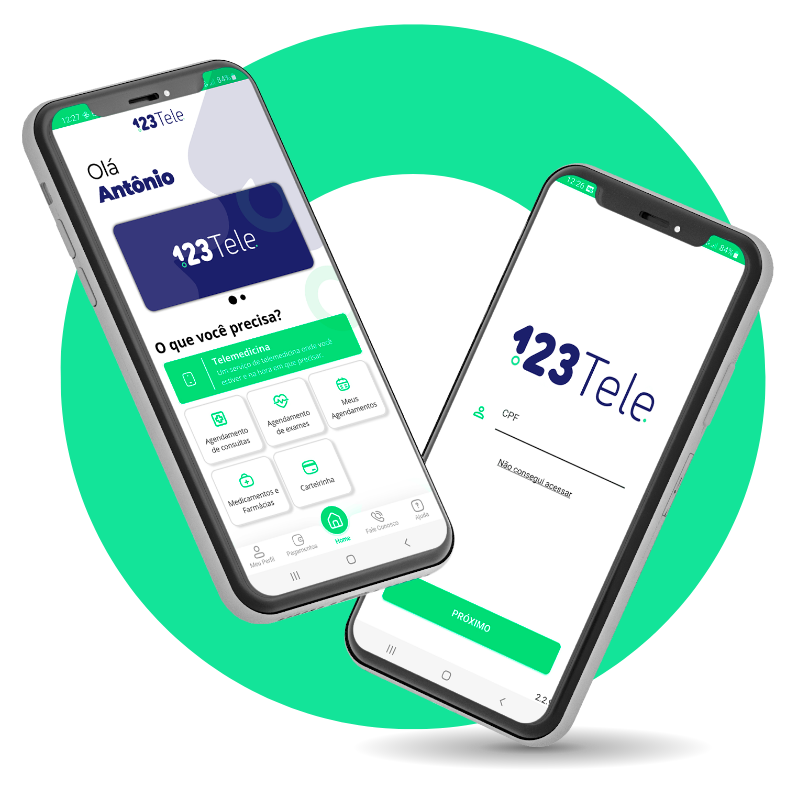 12:27
84%
123Tele
Olá
Antônio
123Tele
O que você precisa?
Telemedicina
Um serviço de telemedicina onde você
estiver e na hora em que precisar.
Agendamento
de consultas
Agendamento
de exames
Meus
Agendamentos
Medicamentos e
Farmácias
Carteirinha
Meu Perfil
Pagamentos
Home
Fale Conosco
Ajuda
12:26
84%
123Tele
CPF
Não consegui acessar
PRÓXIMO